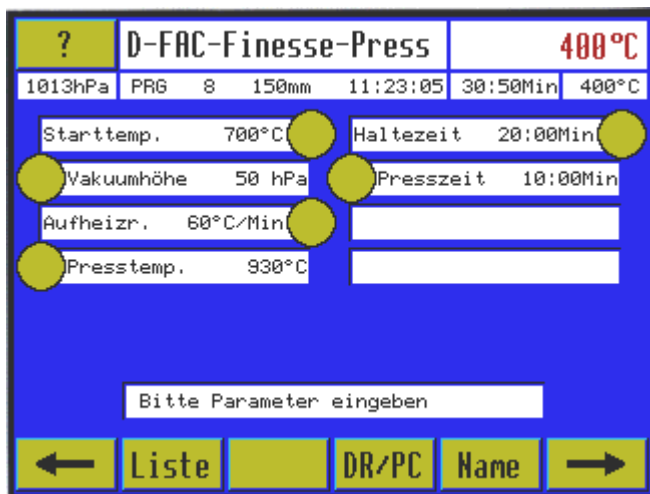 ? D-FAC-Finesse-Press 400°C
1013hPa PRG 8 150mm 11:23:05 30:50Min 400°C
Starttemp. 700°C Haltezeit 20:00Min
Vakuumhöhe 50 hPa Presszeit 10:00Min
Aufheizr. 60°C/Min
Presstemp. 930°C
Bitte Parameter eingeben
← Liste DR/PC Name →